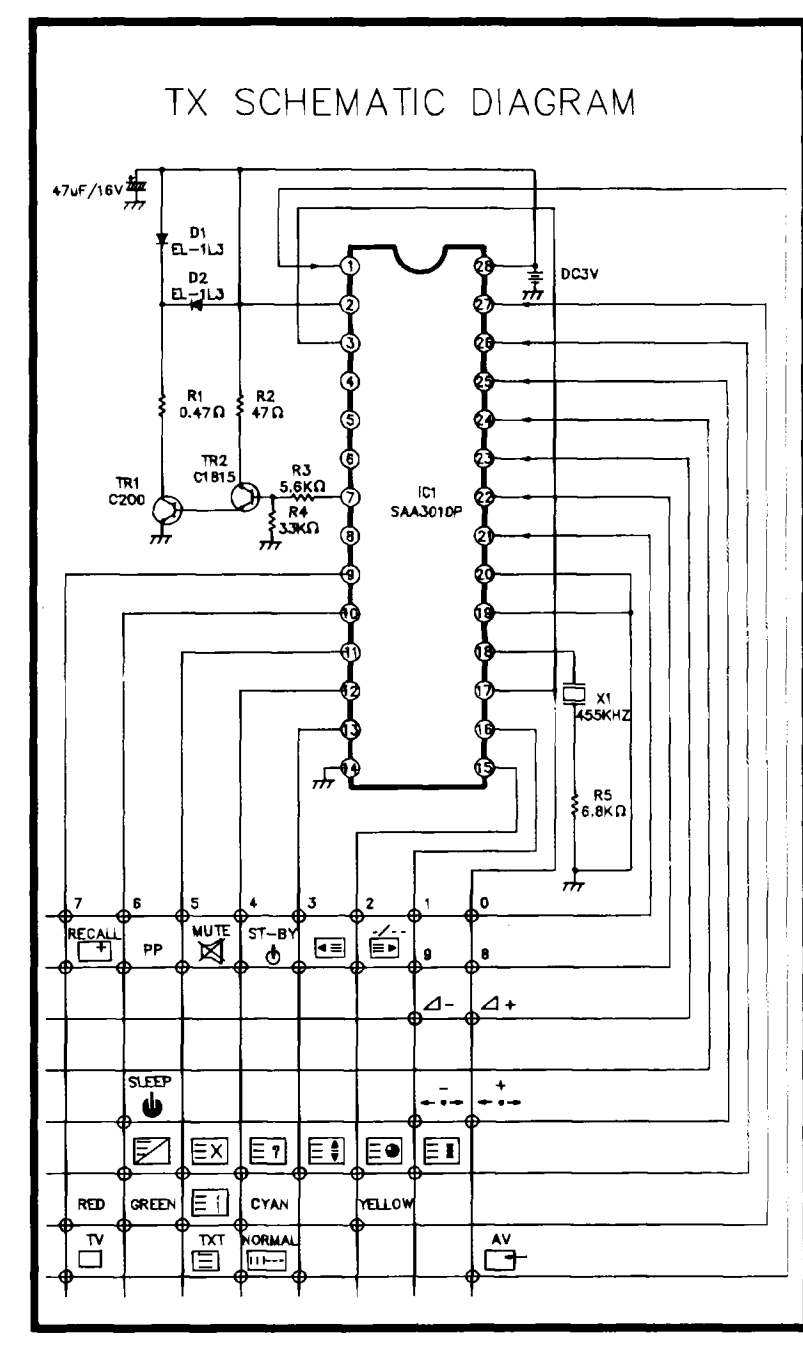 TX SCHEMATIC DIAGRAM
47uF/16V
D1
EL-1L3
D2
EL-1L3
DC3V
R1
0.47Ω
R2
47Ω
TR1
C200
TR2
C1815
R3
5.6KΩ
R4
33KΩ
IC1
SAA3010P
1
2
3
4
5
6
7
8
9
10
11
12
13
14
28
27
26
25
24
23
22
21
20
19
18
17
16
15
X1
455KHZ
R5
6.8KΩ
7 6 5 4 3 2 1 0
RECALL PP MUTE ST-BY -/-- 9 8
- +
SLEEP - +
RED GREEN CYAN YELLOW
TV TXT NORMAL AV